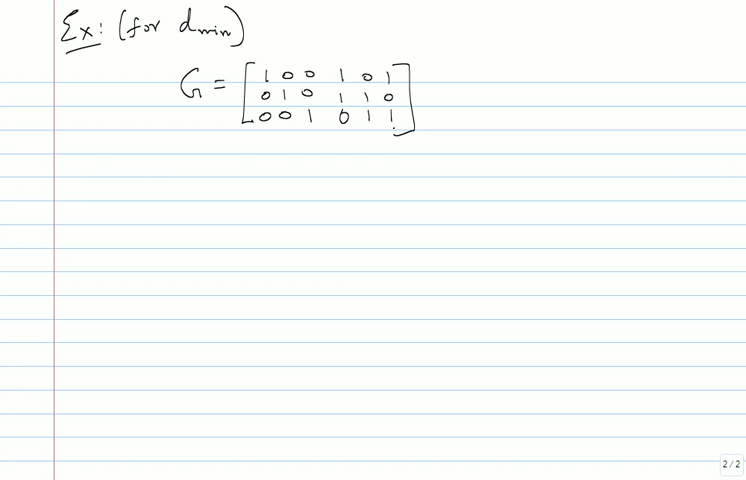 Ex: (for dmin)
G = [ 1 0 0 1 0 1
0 1 0 1 1 0
0 0 1 0 1 1 ]
2 / 2